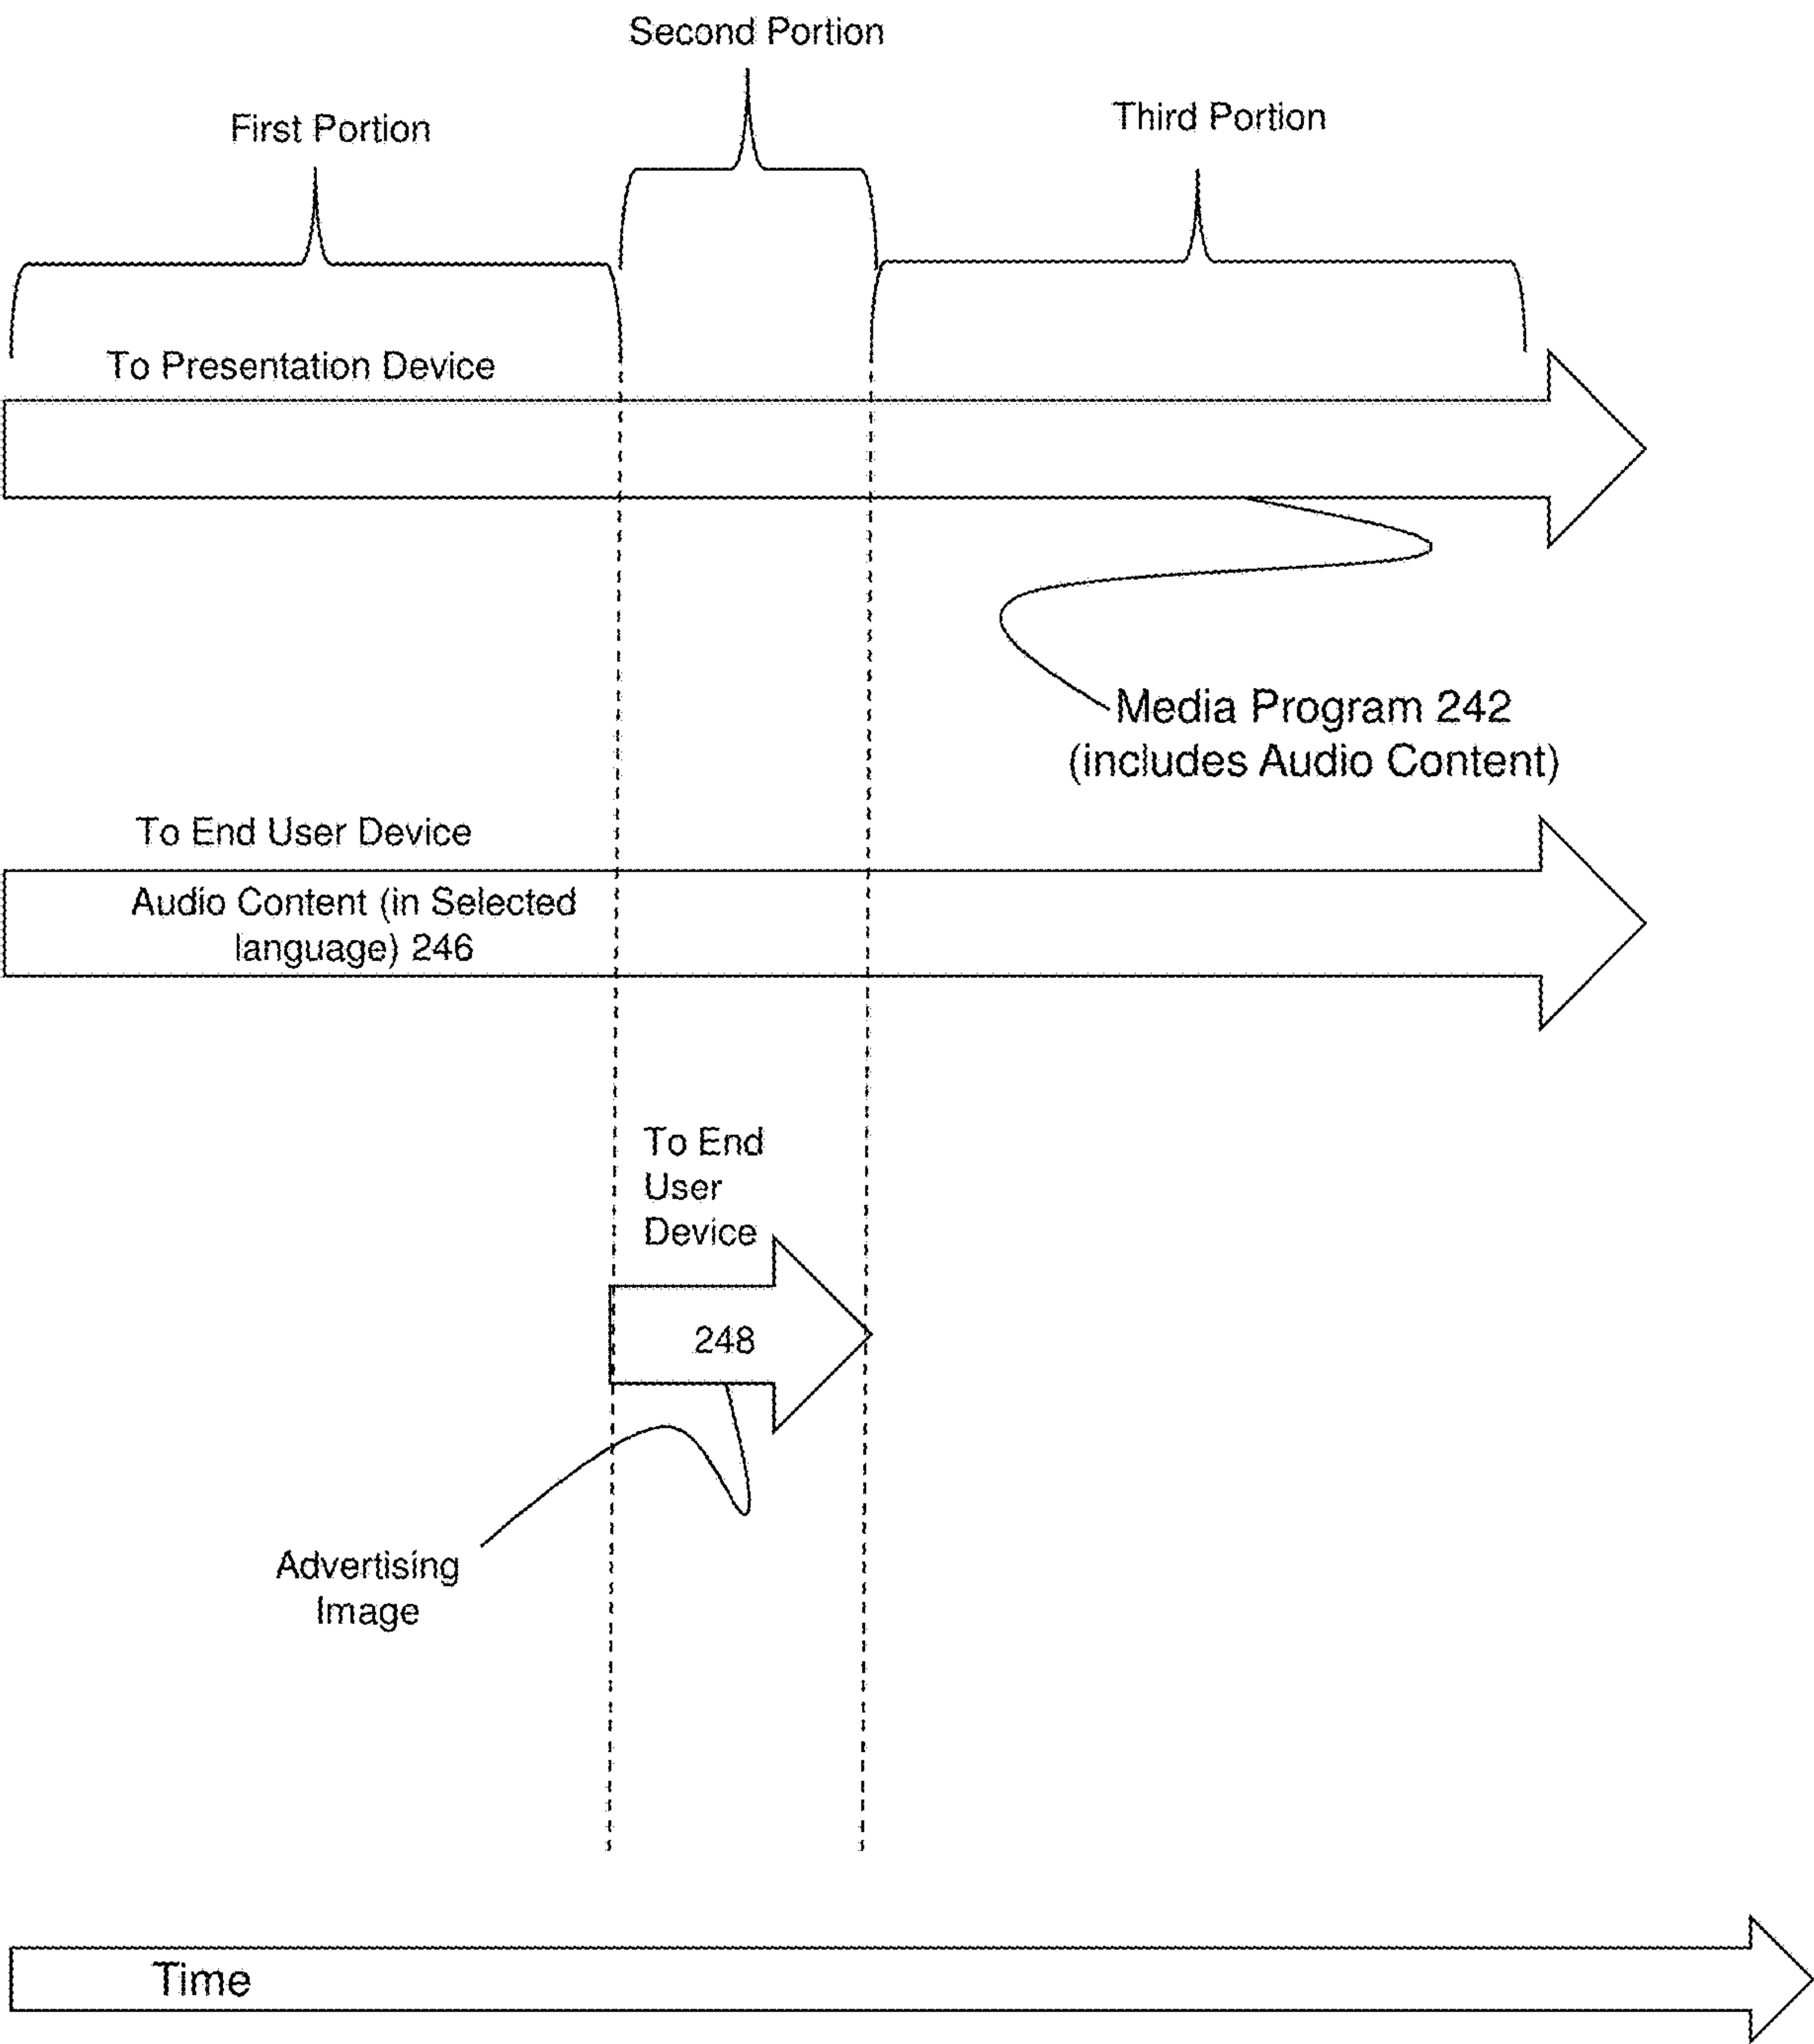 Second Portion
First Portion
Third Portion
To Presentation Device
Media Program 242
(includes Audio Content)
To End User Device
Audio Content (in Selected
language) 246
To End
User
Device
248
Advertising
Image
Time